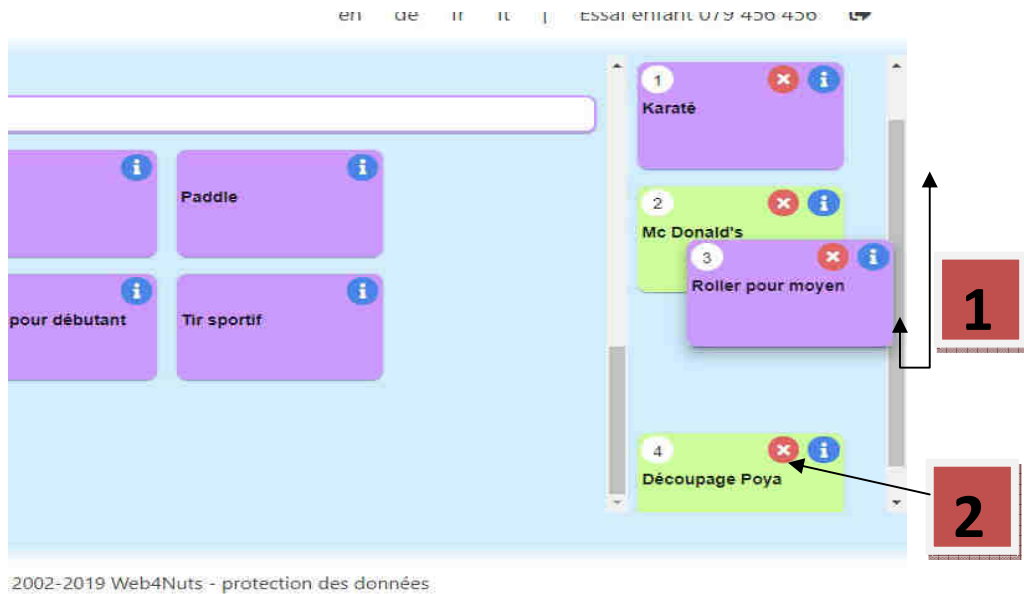 en de fr it | Essai enfant 079 456 456
1
Karaté
Paddle
2
Mc Donald's
3
Roller pour moyen
pour débutant
Tir sportif
1
4
Découpage Poya
2
2002-2019 Web4Nuts - protection des données